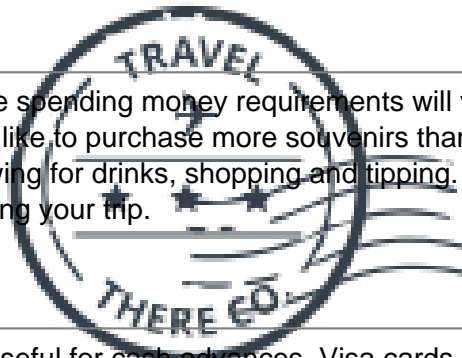 TRAVEL
e spending money requirements will
like to purchase more souvenirs than
ing for drinks, shopping and tipping.
ng your trip.
THERE CO.
seful for cash advances. Visa cards